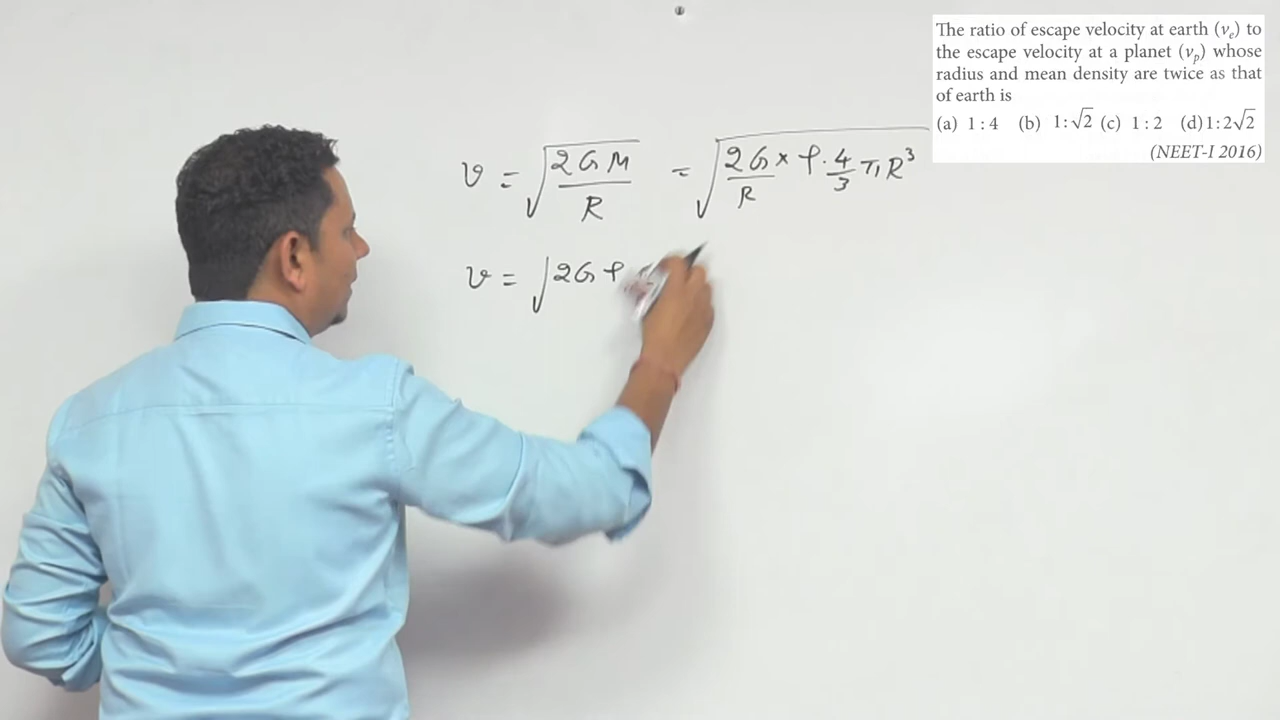 The ratio of escape velocity at earth (vₑ) to
the escape velocity at a planet (vₚ) whose
radius and mean density are twice as that
of earth is
(a) 1 : 4 (b) 1:√2 (c) 1 : 2 (d) 1 : 2√2
(NEET-I 2016)
v = √(2GM/R) = √(2G/R × ρ · 4/3 πR³)
v = √2Gρ